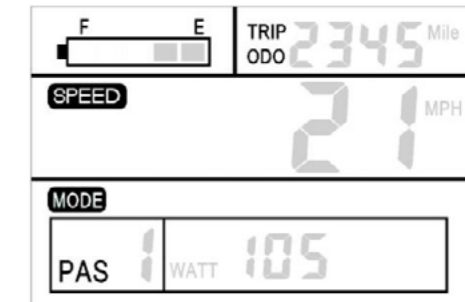 F E
TRIP 2345 Mile
ODO
SPEED
21 MPH
MODE
PAS 1 WATT 105